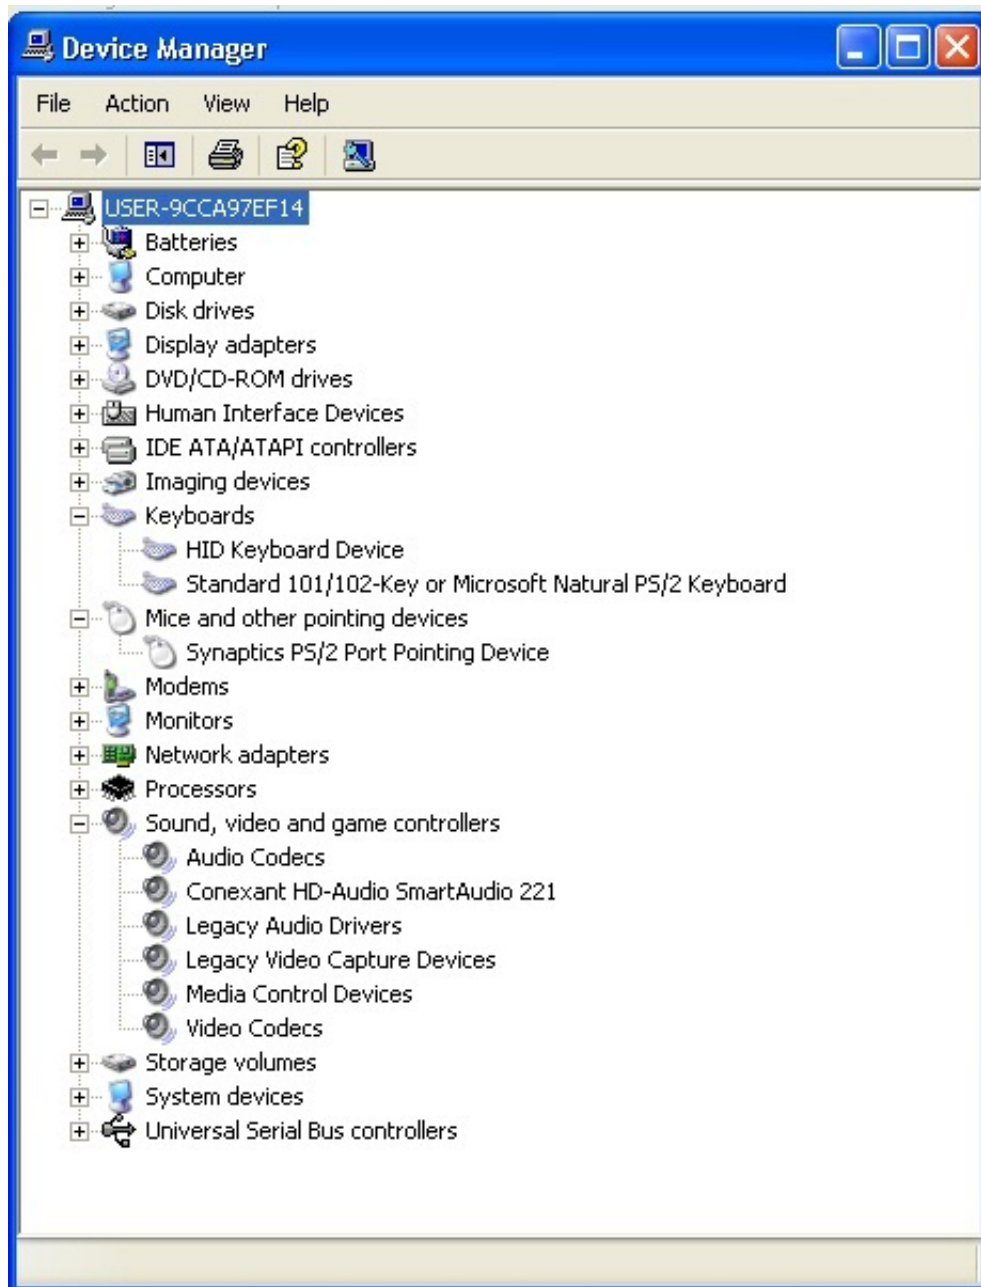 Device Manager
File Action View Help
USER-9CCA97EF14
Batteries
Computer
Disk drives
Display adapters
DVD/CD-ROM drives
Human Interface Devices
IDE ATA/ATAPI controllers
Imaging devices
Keyboards
HID Keyboard Device
Standard 101/102-Key or Microsoft Natural PS/2 Keyboard
Mice and other pointing devices
Synaptics PS/2 Port Pointing Device
Modems
Monitors
Network adapters
Processors
Sound, video and game controllers
Audio Codecs
Conexant HD-Audio SmartAudio 221
Legacy Audio Drivers
Legacy Video Capture Devices
Media Control Devices
Video Codecs
Storage volumes
System devices
Universal Serial Bus controllers